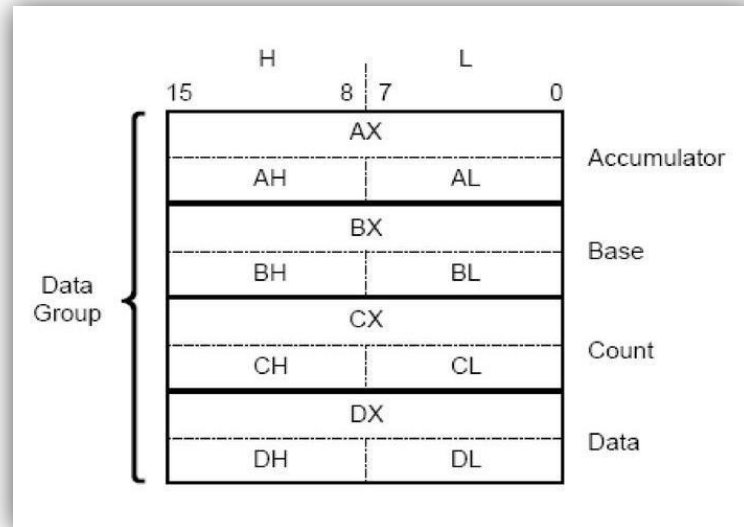 H L
15 8 7 0
AX
AH AL
Accumulator
BX
BH BL
Base
Data
Group
CX
CH CL
Count
DX
DH DL
Data